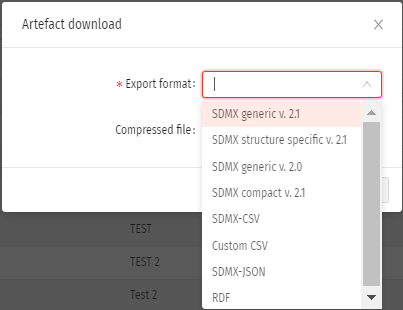 Artefact download
* Export format:
SDMX generic v. 2.1
Compressed file:
SDMX structure specific v. 2.1
SDMX generic v. 2.0
SDMX compact v. 2.1
SDMX-CSV
Custom CSV
SDMX-JSON
RDF
TEST
TEST 2
Test 2